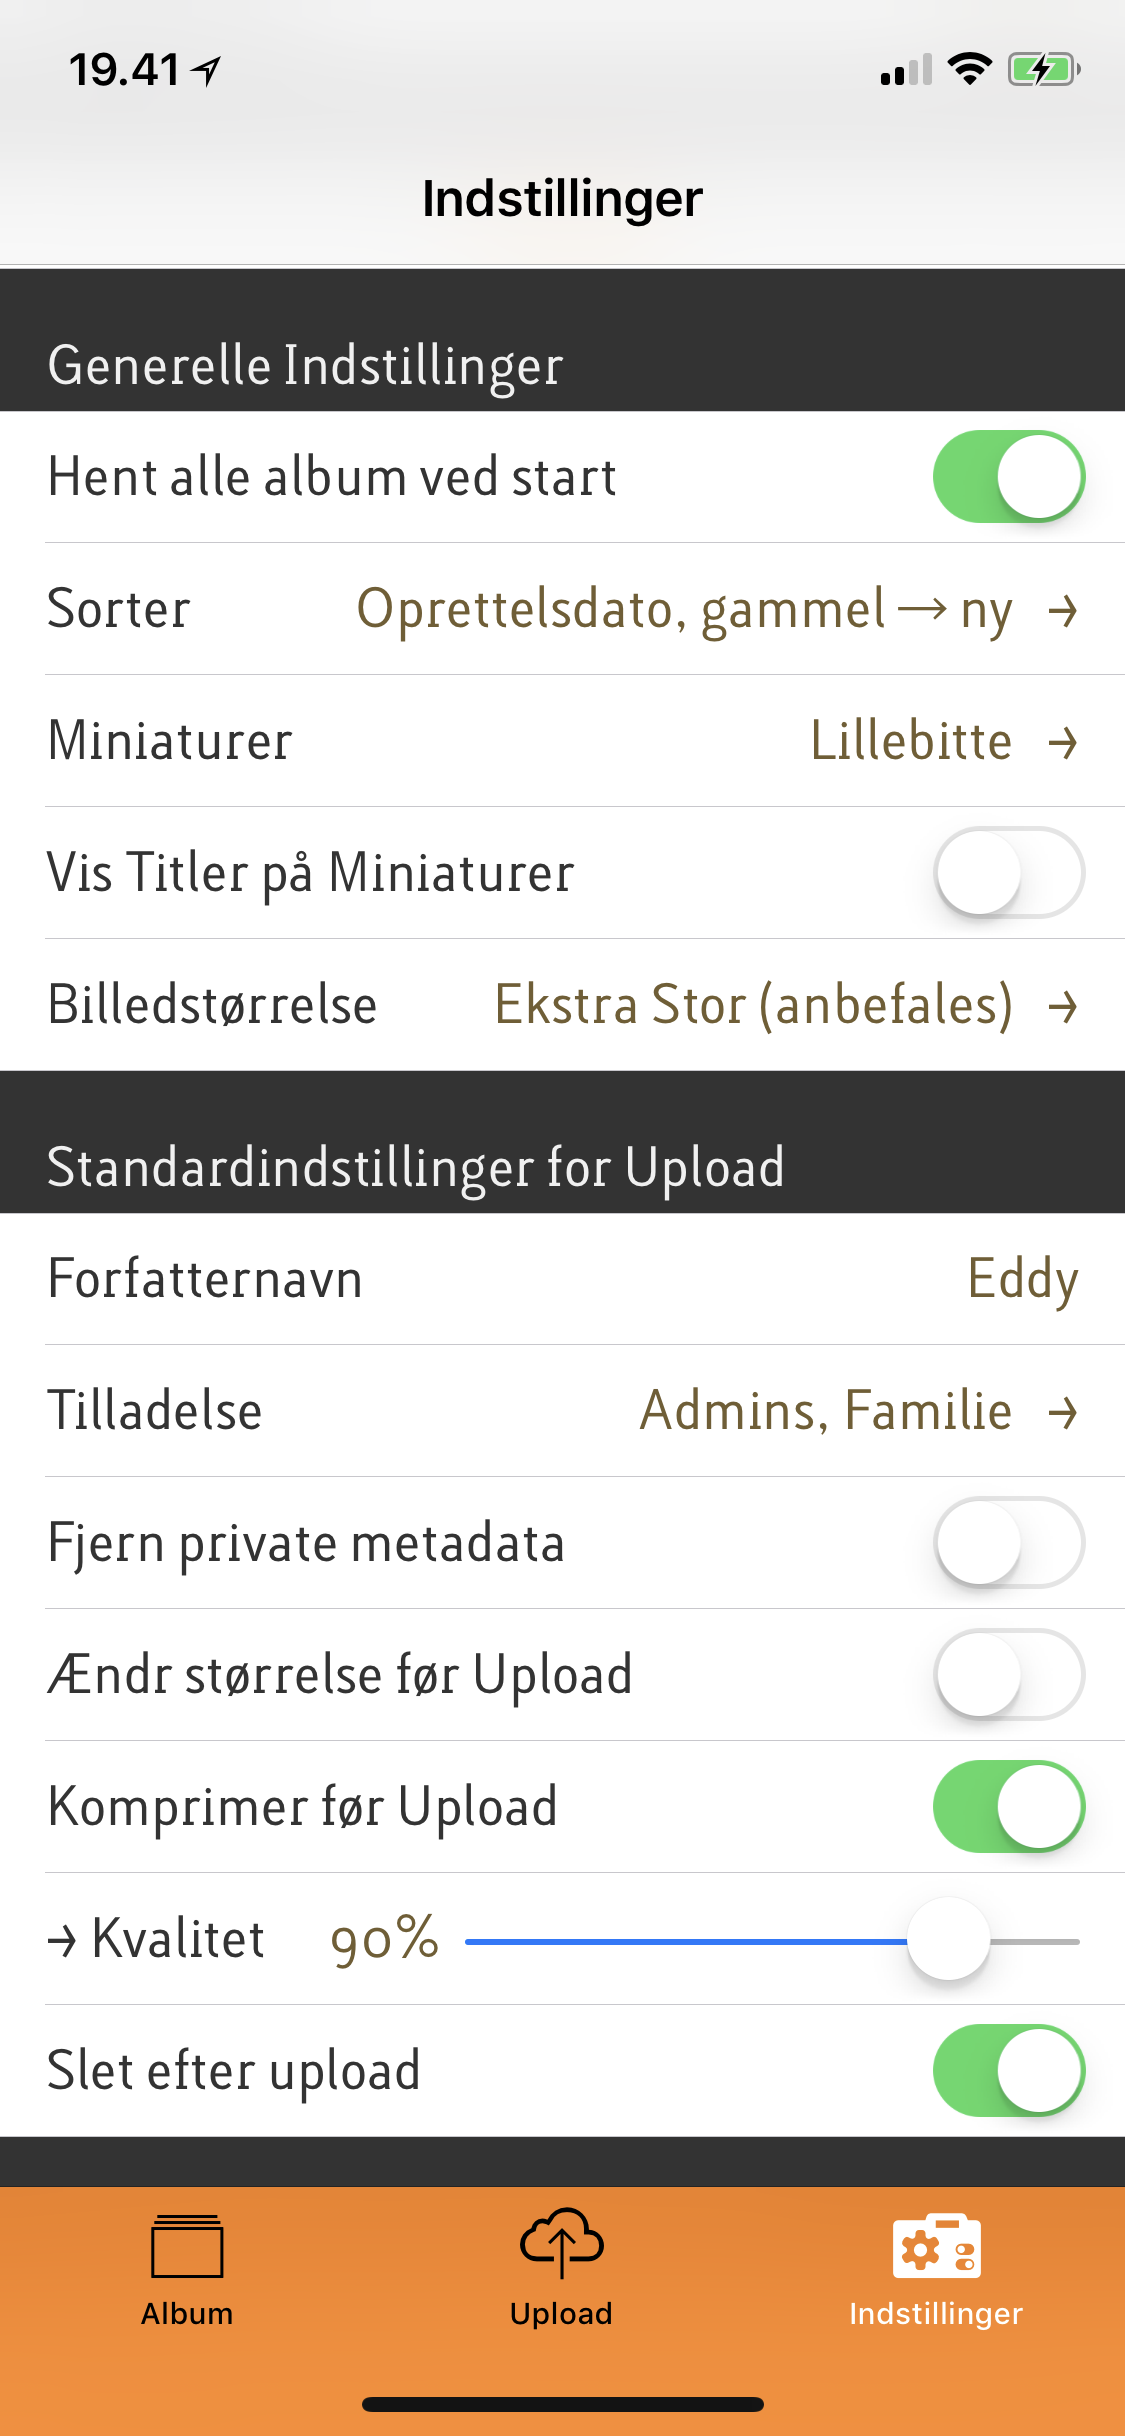 19.41
Indstillinger
Generelle Indstillinger
Hent alle album ved start
Sorter Oprettelsdato, gammel → ny →
Miniaturer Lillebitte →
Vis Titler på Miniaturer
Billedstørrelse Ekstra Stor (anbefales) →
Standardindstillinger for Upload
Forfatternavn Eddy
Tilladelse Admins, Familie →
Fjern private metadata
Ændr størrelse før Upload
Komprimer før Upload
→ Kvalitet 90%
Slet efter upload
Album Upload Indstillinger